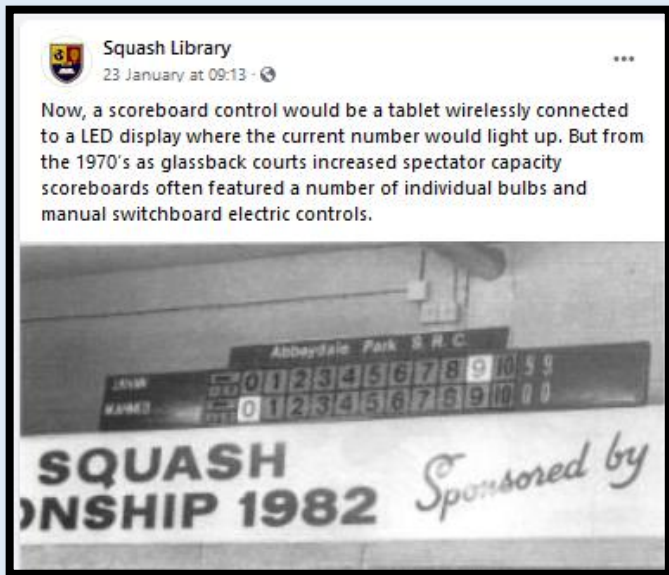 Squash Library
23 January at 09:13 ·
Now, a scoreboard control would be a tablet wirelessly connected
to a LED display where the current number would light up. But from
the 1970's as glassback courts increased spectator capacity
scoreboards often featured a number of individual bulbs and
manual switchboard electric controls.
Abbeydale Park S.R.C.
0 1 2 3 4 5 6 7 8 9 10 5 9
0 1 2 3 4 5 6 7 8 9 10 0 0
SQUASH
ONSHIP 1982 Sponsored by